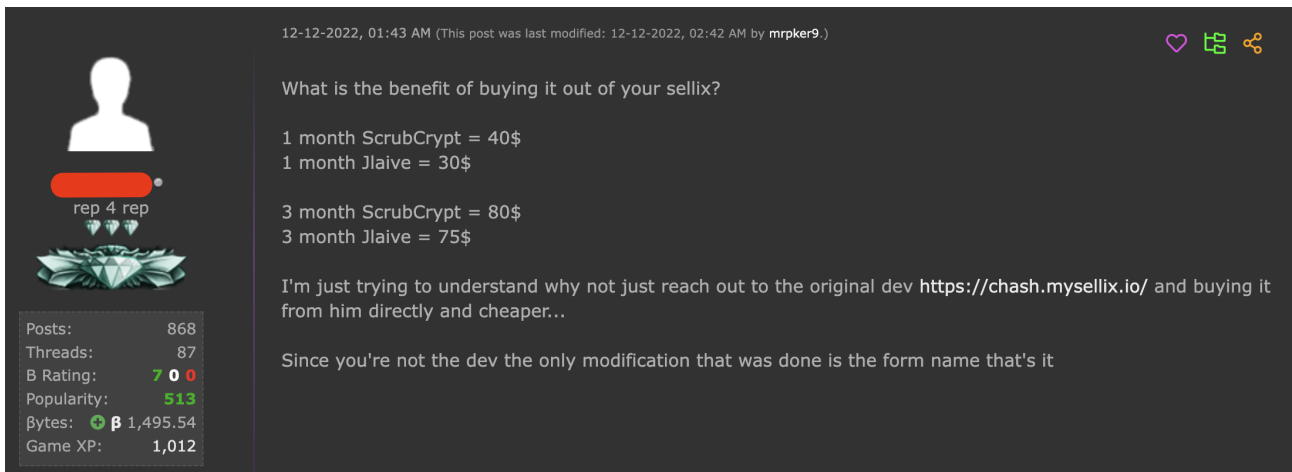 12-12-2022, 01:43 AM (This post was last modified: 12-12-2022, 02:42 AM by mrpker9.)
What is the benefit of buying it out of your sellix?
1 month ScrubCrypt = 40$
1 month Jlaive = 30$
3 month ScrubCrypt = 80$
3 month Jlaive = 75$
I'm just trying to understand why not just reach out to the original dev https://chash.mysellix.io/ and buying it
from him directly and cheaper...
Since you're not the dev the only modification that was done is the form name that's it
rep 4 rep
Posts: 868
Threads: 87
B Rating: 7 0 0
Popularity: 513
βytes: β 1,495.54
Game XP: 1,012